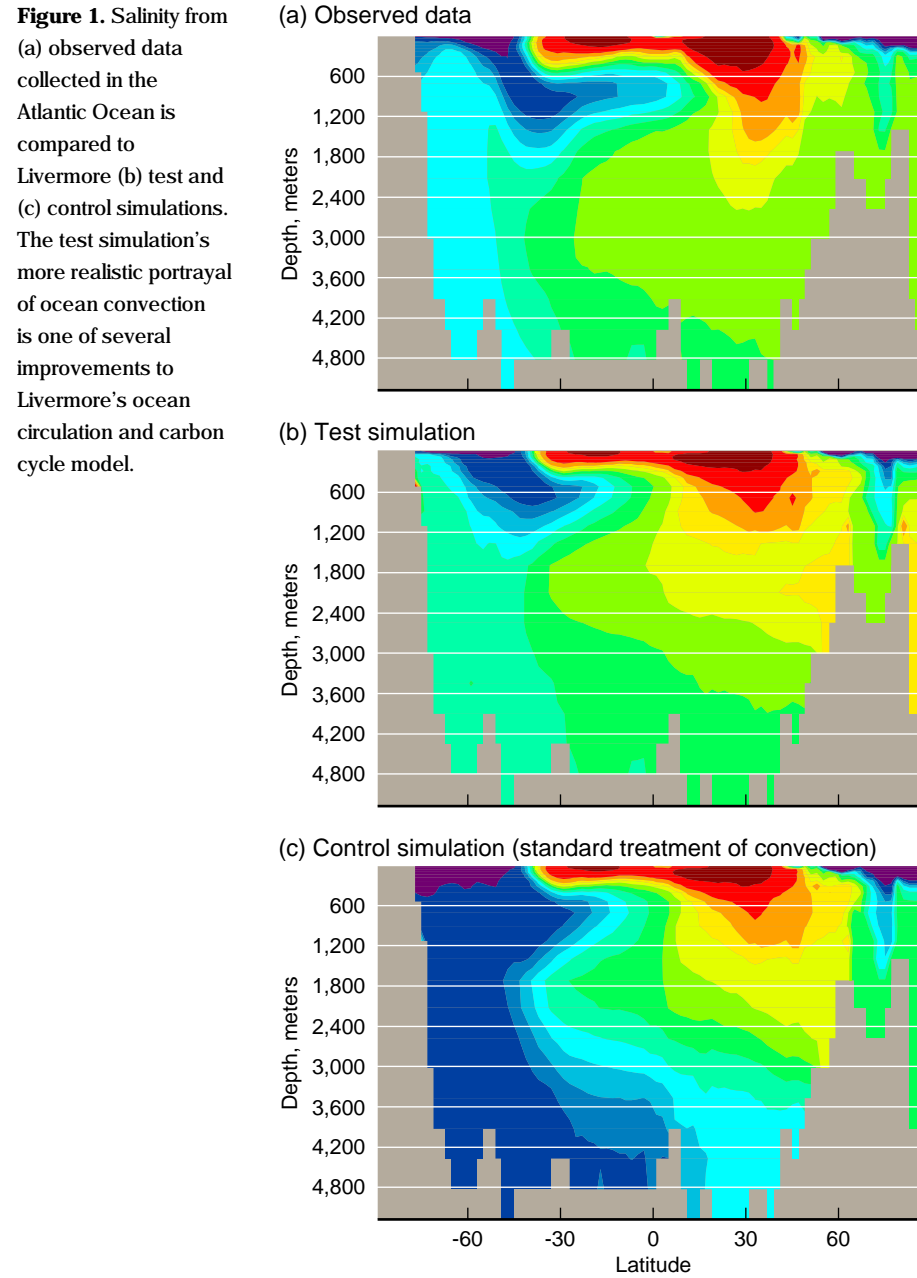 Figure 1. Salinity from
(a) observed data
collected in the
Atlantic Ocean is
compared to
Livermore (b) test and
(c) control simulations.
The test simulation's
more realistic portrayal
of ocean convection
is one of several
improvements to
Livermore's ocean
circulation and carbon
cycle model.
(a) Observed data
600
1,200
1,800
2,400
3,000
3,600
4,200
4,800
Depth, meters
(b) Test simulation
600
1,200
1,800
2,400
3,000
3,600
4,200
4,800
Depth, meters
(c) Control simulation (standard treatment of convection)
600
1,200
1,800
2,400
3,000
3,600
4,200
4,800
Depth, meters
-60 -30 0 30 60
Latitude